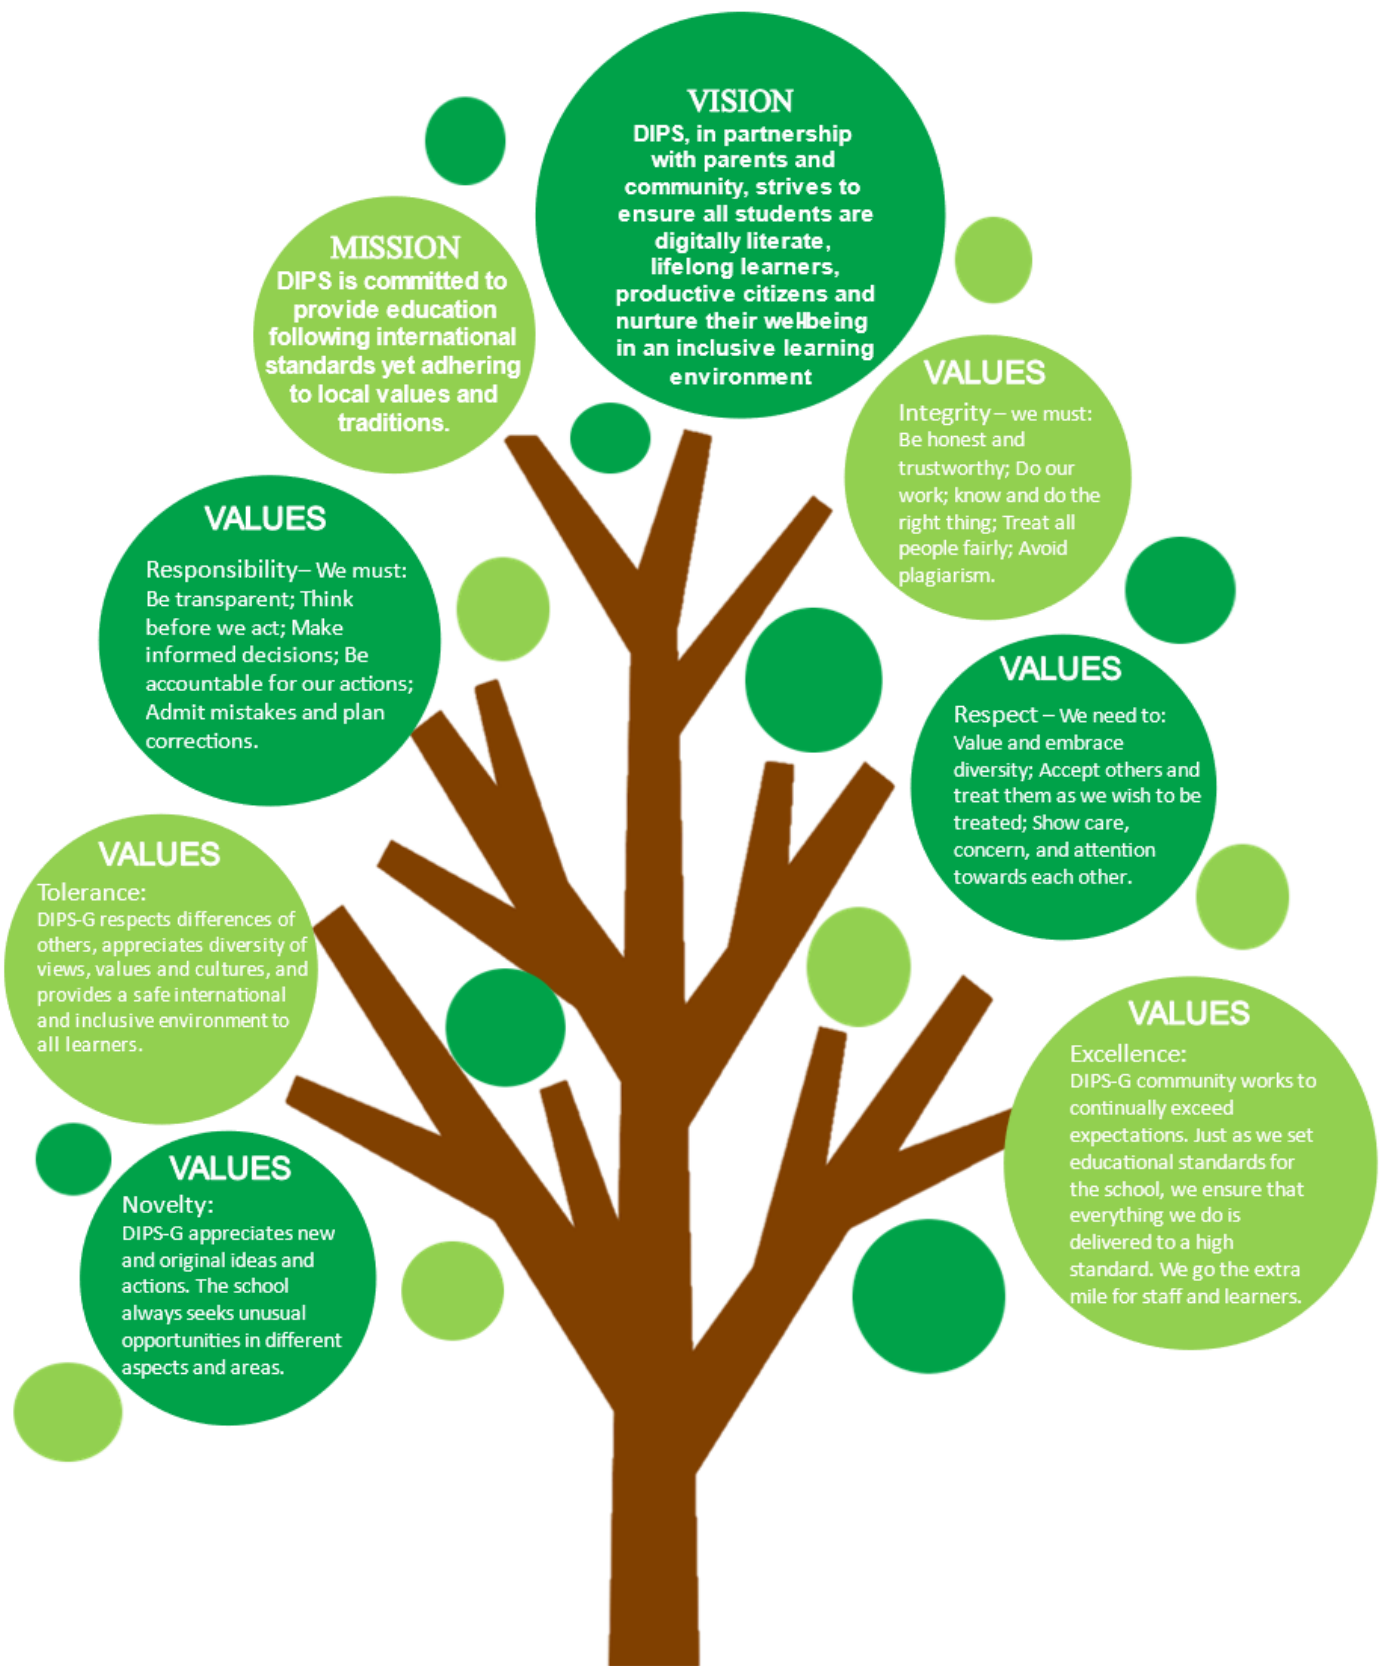 VISION
DIPS, in partnership
with parents and
community, strives to
ensure all students are
digitally literate,
lifelong learners,
productive citizens and
nurture their wellbeing
in an inclusive learning
environment
MISSION
DIPS is committed to
provide education
following international
standards yet adhering
to local values and
traditions.
VALUES
Integrity – we must:
Be honest and
trustworthy; Do our
work; know and do the
right thing; Treat all
people fairly; Avoid
plagiarism.
VALUES
Responsibility– We must:
Be transparent; Think
before we act; Make
informed decisions; Be
accountable for our actions;
Admit mistakes and plan
corrections.
VALUES
Respect – We need to:
Value and embrace
diversity; Accept others and
treat them as we wish to be
treated; Show care,
concern, and attention
towards each other.
VALUES
Tolerance:
DIPS-G respects differences of
others, appreciates diversity of
views, values and cultures, and
provides a safe international
and inclusive environment to
all learners.
VALUES
Excellence:
DIPS-G community works to
continually exceed
expectations. Just as we set
educational standards for
the school, we ensure that
everything we do is
delivered to a high
standard. We go the extra
mile for staff and learners.
VALUES
Novelty:
DIPS-G appreciates new
and original ideas and
actions. The school
always seeks unusual
opportunities in different
aspects and areas.